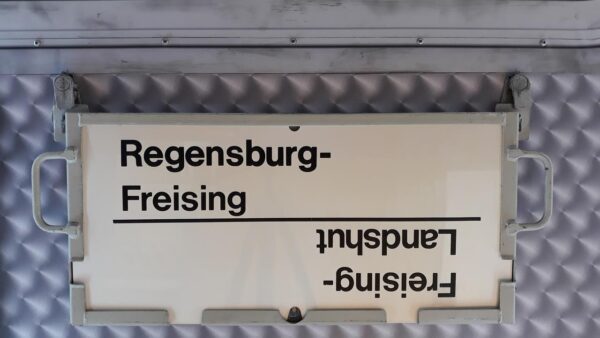 Regensburg-
Freising
Freising-
Landshut